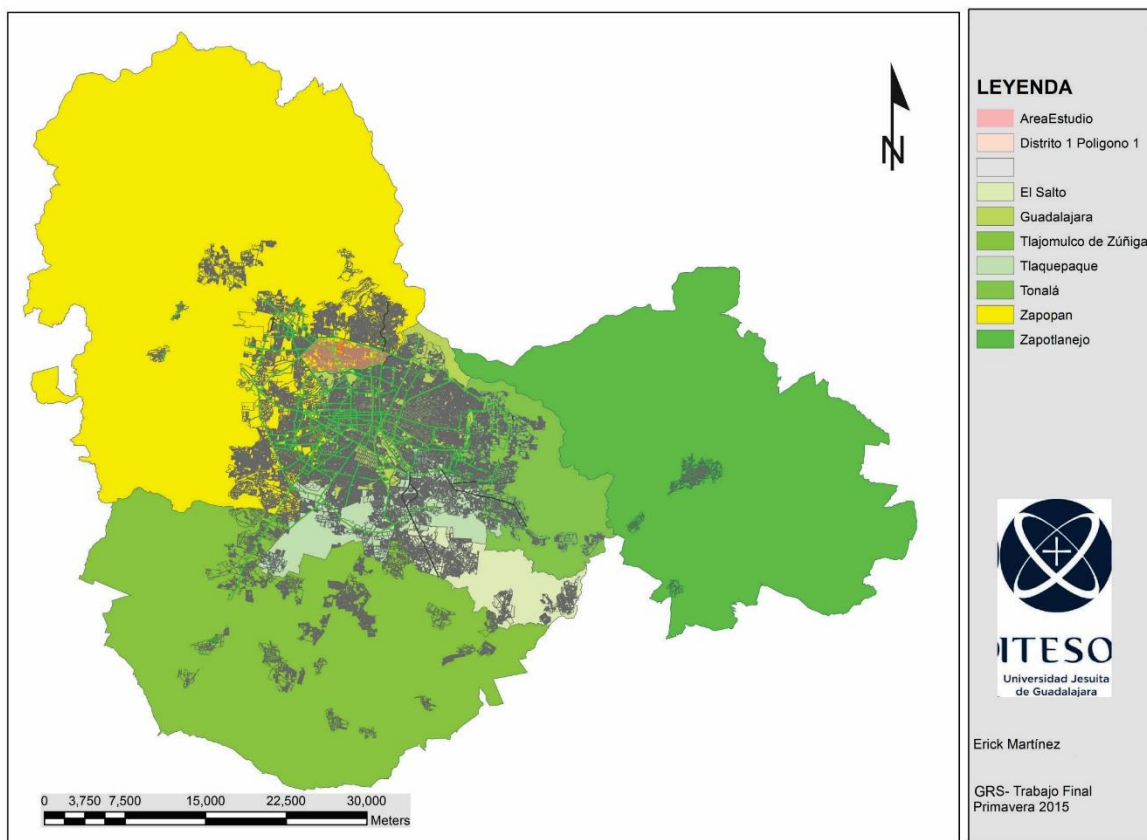 N
LEYENDA
AreaEstudio
Distrito 1 Poligono 1
El Salto
Guadalajara
Tlajomulco de Zúñiga
Tlaquepaque
Tonalá
Zapopan
Zapotlanejo
ITESO
Universidad Jesuita
de Guadalajara
Erick Martínez
GRS- Trabajo Final
Primavera 2015
0 3,750 7,500 15,000 22,500 30,000
Meters